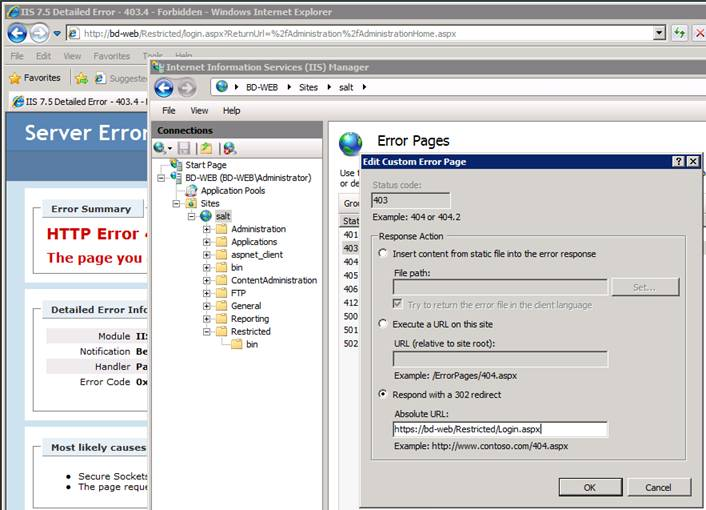 IIS 7.5 Detailed Error - 403.4 - Forbidden - Windows Internet Explorer
http://bd-web/Restricted/login.aspx?ReturnUrl=%2fAdministration%2fAdministrationHome.aspx
File Edit View Favorites Tools Help
Favorites Suggested
IIS 7.5 Detailed Error - 403.4 -
Server Error
Error Summary
HTTP Error
The page you
Detailed Error Info
Module IIS
Notification Be
Handler Pa
Error Code 0x
Most likely causes
Secure Sockets
The page reque
Internet Information Services (IIS) Manager
BD-WEB Sites salt
File View Help
Connections
Start Page
BD-WEB (BD-WEB\Administrator)
Application Pools
Sites
salt
Administration
Applications
aspnet_client
bin
ContentAdministration
FTP
General
Reporting
Restricted
bin
Error Pages
Use t
or de
Grou
Stat
401
403
404
405
406
412
500
501
502
Edit Custom Error Page
Status code:
403
Example: 404 or 404.2
Response Action
Insert content from static file into the error response
File path:
Set...
Try to return the error file in the client language
Execute a URL on this site
URL (relative to site root):
Example: /ErrorPages/404.aspx
Respond with a 302 redirect
Absolute URL:
https://bd-web/Restricted/Login.aspx
Example: http://www.contoso.com/404.aspx
OK Cancel